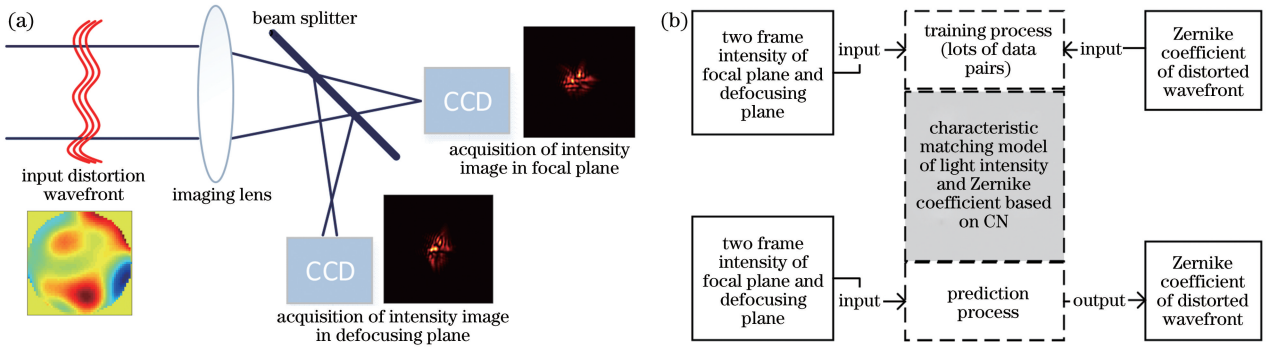 (a)
beam splitter
CCD
acquisition of intensity
image in focal plane
input distortion
wavefront
imaging lens
CCD
acquisition of intensity image
in defocusing plane
(b)
two frame
intensity of
focal plane and
defocusing
plane
input
training process
(lots of data
pairs)
input
Zernike
coefficient
of distorted
wavefront
characteristic
matching model
of light intensity
and Zernike
coefficient based
on CN
two frame
intensity of
focal plane and
defocusing
plane
input
prediction
process
output
Zernike
coefficient
of distorted
wavefront